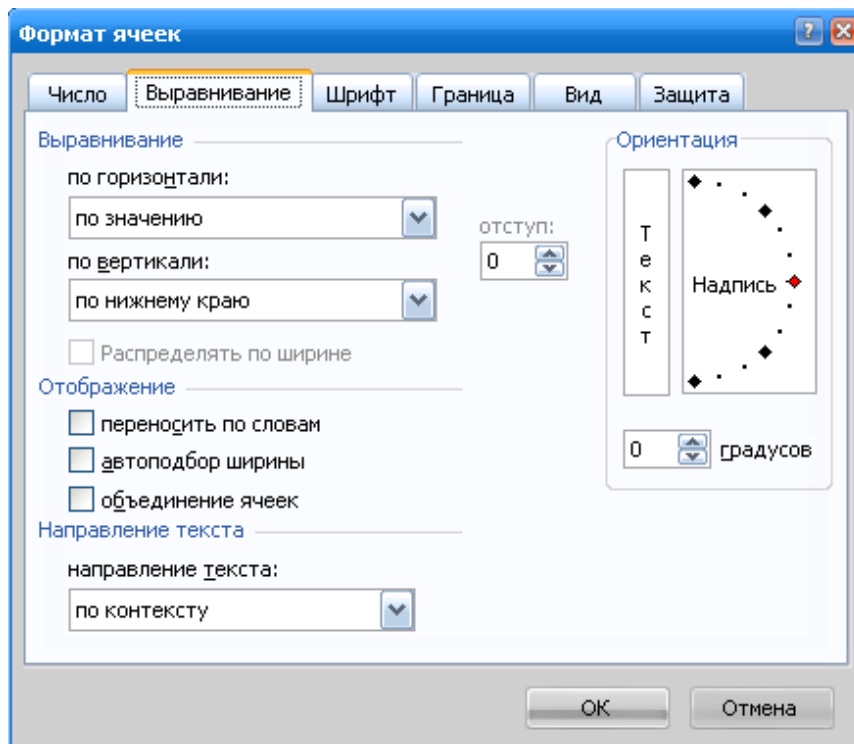 Формат ячеек
Число Выравнивание Шрифт Граница Вид Защита
Выравнивание
по горизонтали:
по значению
отступ:
0
по вертикали:
по нижнему краю
Распределять по ширине
Отображение
переносить по словам
автоподбор ширины
объединение ячеек
Направление текста
направление текста:
по контексту
Ориентация
Текст
Надпись
0 градусов
ОК Отмена